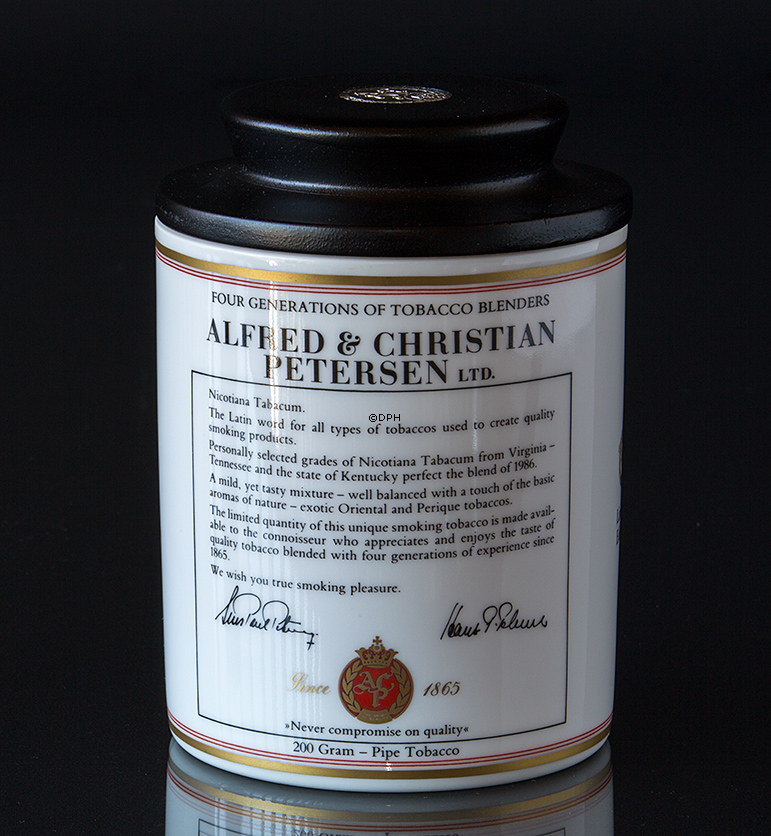 FOUR GENERATIONS OF TOBACCO BLENDERS
ALFRED & CHRISTIAN
PETERSEN LTD.
Nicotiana Tabacum.
©DPH
The Latin word for all types of tobaccos used to create quality
smoking products.
Personally selected grades of Nicotiana Tabacum from Virginia –
Tennessee and the state of Kentucky perfect the blend of 1986.
A mild, yet tasty mixture – well balanced with a touch of the basic
aromas of nature – exotic Oriental and Perique tobaccos.
The limited quantity of this unique smoking tobacco is made avail-
able to the connoisseur who appreciates and enjoys the taste of
quality tobacco blended with four generations of experience since
1865.
We wish you true smoking pleasure.
Since 1865
ACP
»Never compromise on quality«
200 Gram – Pipe Tobacco